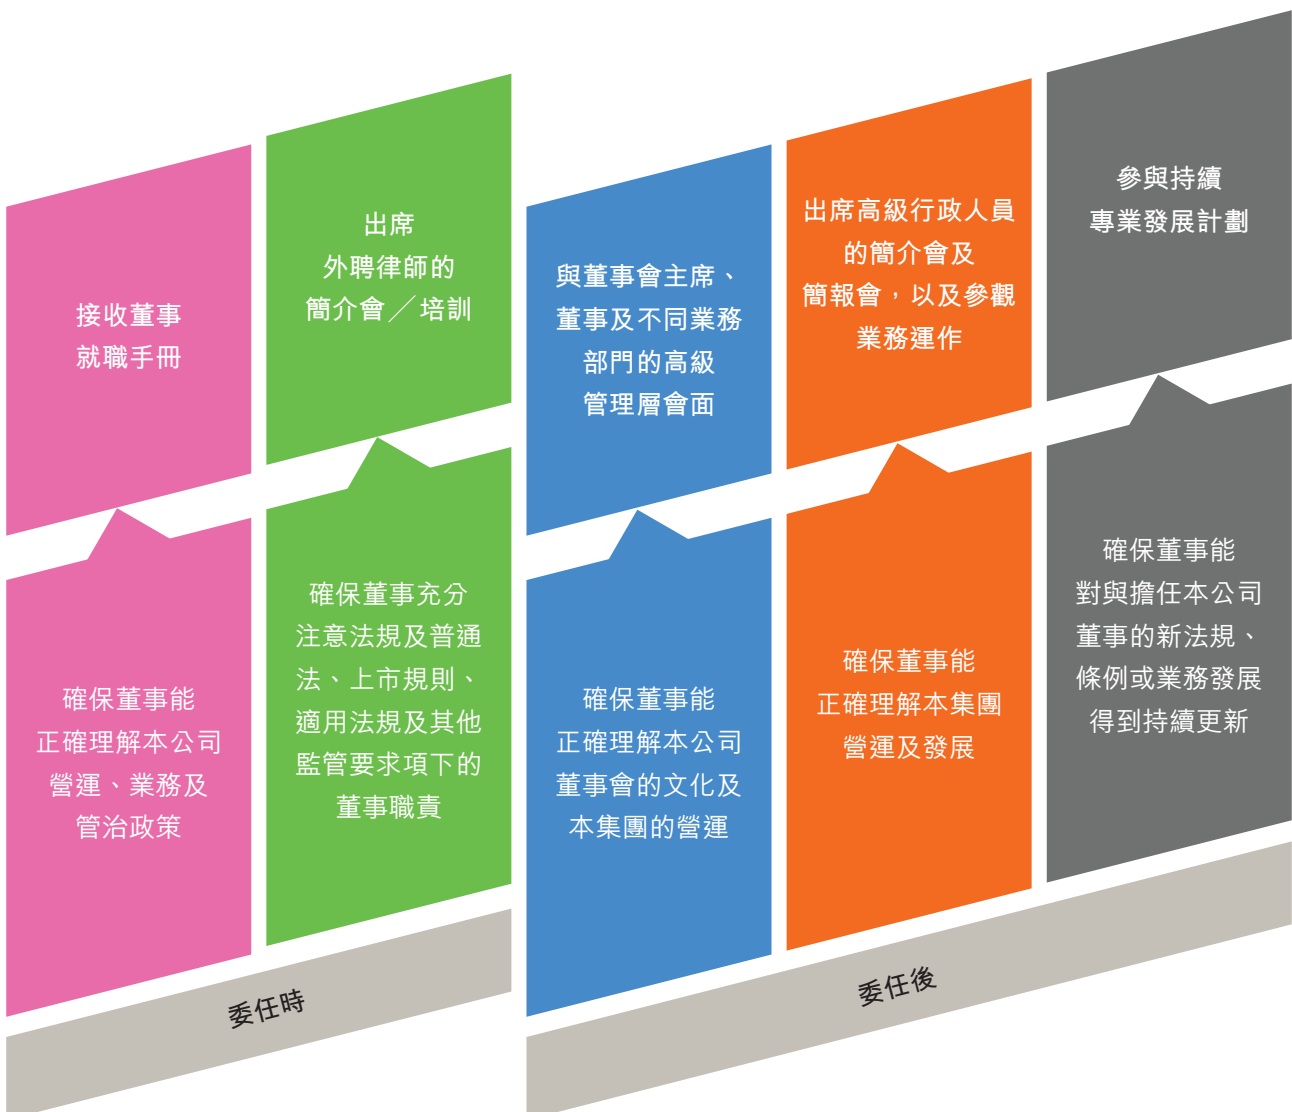 接收董事
就職手冊
確保董事能
正確理解本公司
營運、業務及
管治政策
出席
外聘律師的
簡介會／培訓
確保董事充分
注意法規及普通
法、上市規則、
適用法規及其他
監管要求項下的
董事職責
委任時
與董事會主席、
董事及不同業務
部門的高級
管理層會面
確保董事能
正確理解本公司
董事會的文化及
本集團的營運
出席高級行政人員
的簡介會及
簡報會，以及參觀
業務運作
確保董事能
正確理解本集團
營運及發展
參與持續
專業發展計劃
確保董事能
對與擔任本公司
董事的新法規、
條例或業務發展
得到持續更新
委任後